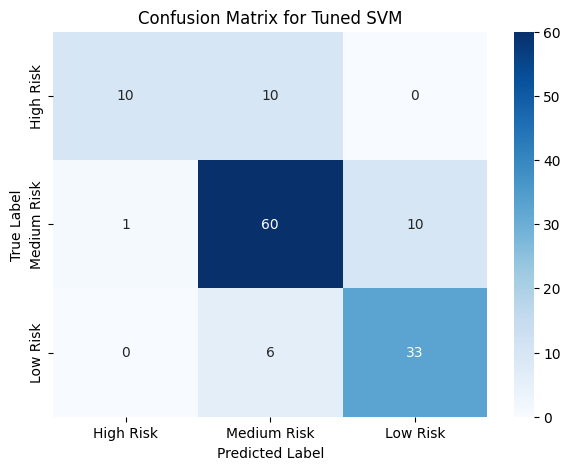 Confusion Matrix for Tuned SVM
True Label
High Risk
10
10
0
Medium Risk
1
60
10
Low Risk
0
6
33
High Risk
Medium Risk
Low Risk
Predicted Label
60
50
40
30
20
10
0